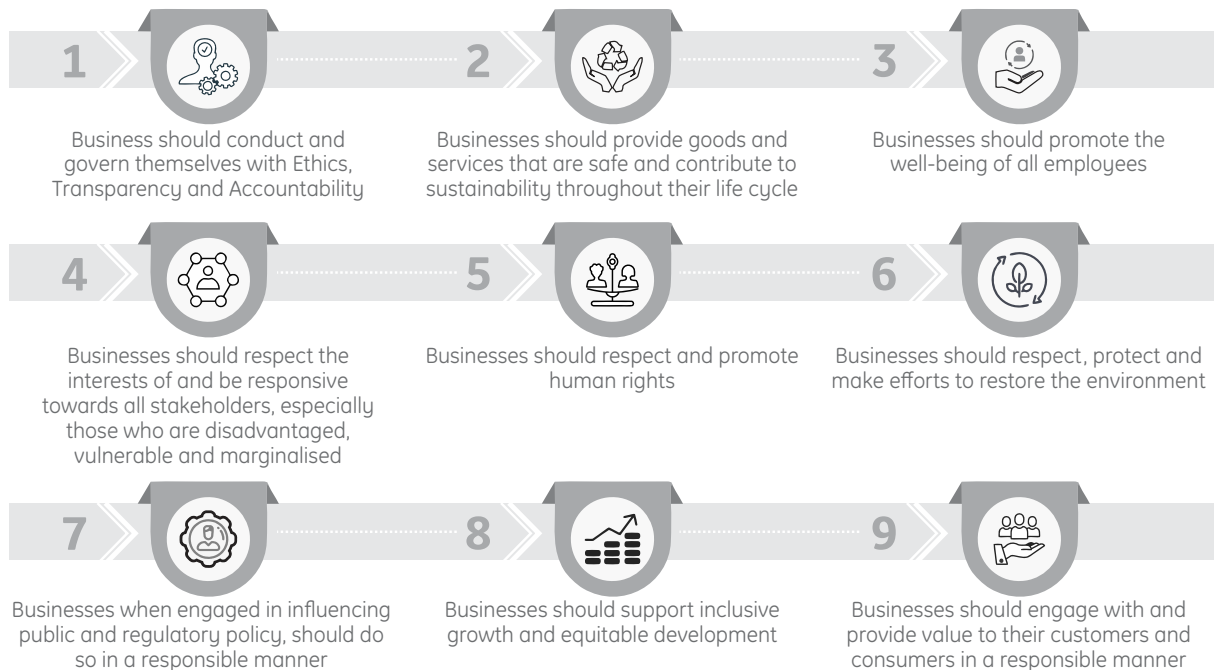 1
Business should conduct and
govern themselves with Ethics,
Transparency and Accountability
2
Businesses should provide goods and
services that are safe and contribute to
sustainability throughout their life cycle
3
Businesses should promote the
well-being of all employees
4
Businesses should respect the
interests of and be responsive
towards all stakeholders, especially
those who are disadvantaged,
vulnerable and marginalised
5
Businesses should respect and promote
human rights
6
Businesses should respect, protect and
make efforts to restore the environment
7
Businesses when engaged in influencing
public and regulatory policy, should do
so in a responsible manner
8
Businesses should support inclusive
growth and equitable development
9
Businesses should engage with and
provide value to their customers and
consumers in a responsible manner